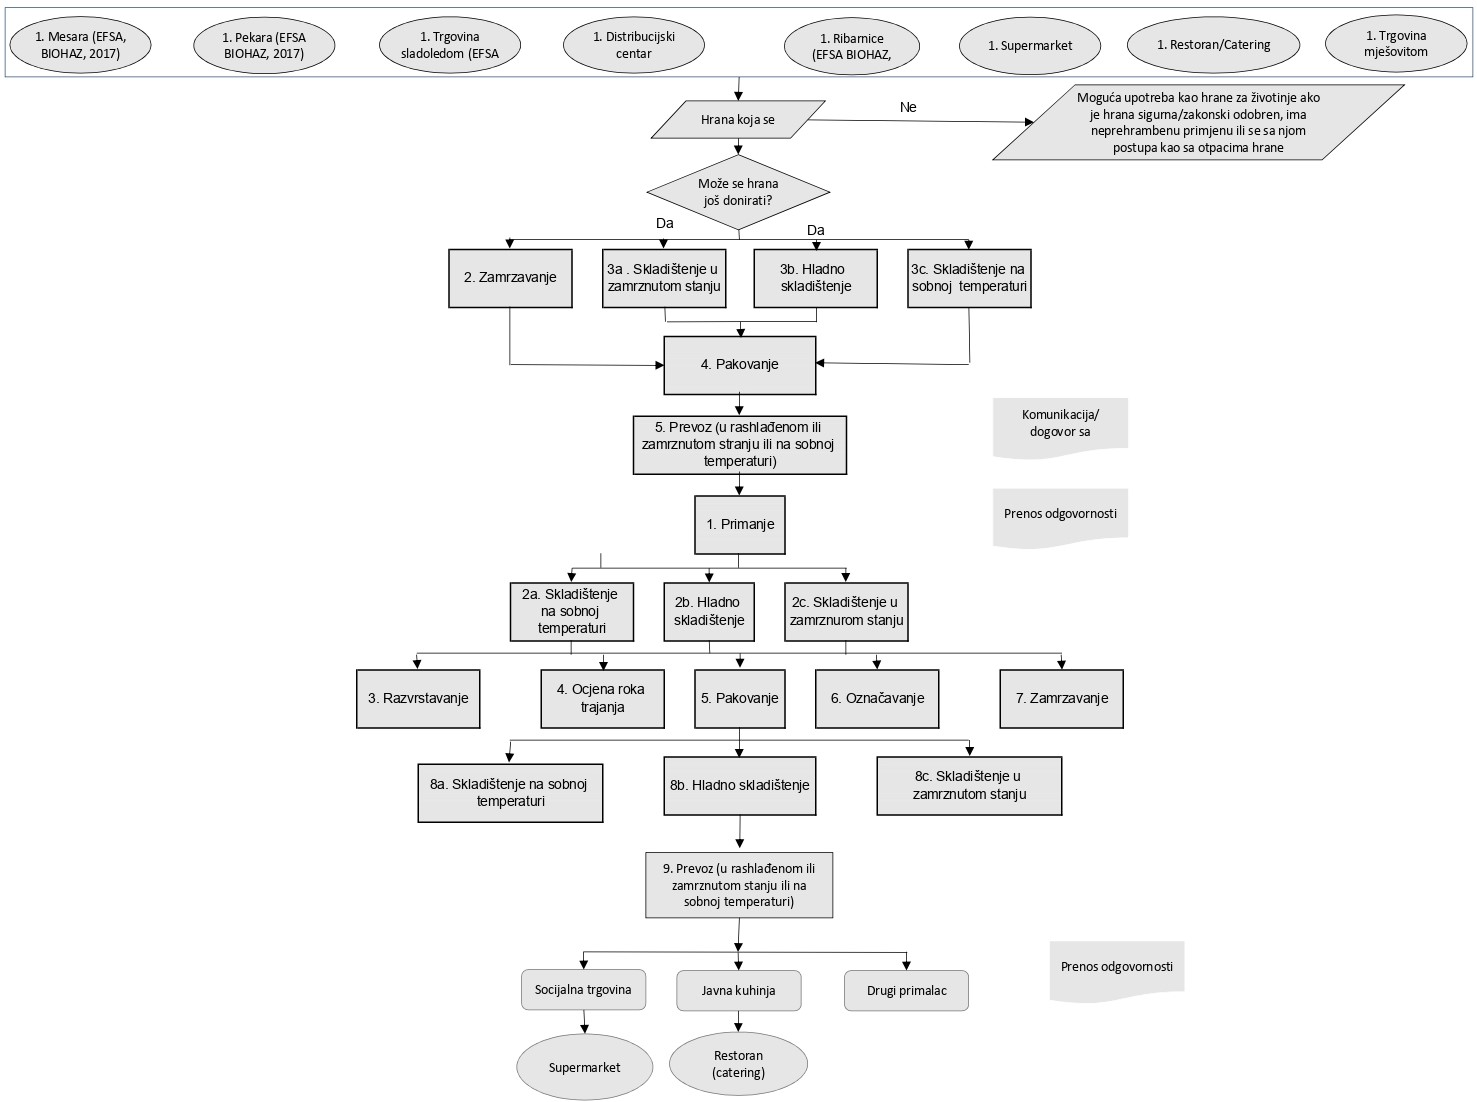 1. Mesara (EFSA,
BIOHAZ, 2017)
1. Pekara (EFSA
BIOHAZ, 2017)
1. Trgovina
sladoledom (EFSA
1. Distribucijski
centar
1. Ribarnice
(EFSA BIOHAZ,
1. Supermarket
1. Restoran/Catering
1. Trgovina
mješovitom
Hrana koja se
Ne
Moguća upotreba kao hrane za životinje ako
je hrana sigurna/zakonski odobren, ima
neprehrambenu primjenu ili se sa njom
postupa kao sa otpacima hrane
Može se hrana
još donirati?
Da
Da
2. Zamrzavanje
3a . Skladištenje u
zamrznutom stanju
3b. Hladno
skladištenje
3c. Skladištenje na
sobnoj temperaturi
4. Pakovanje
5. Prevoz (u rashlađenom ili
zamrznutom stranju ili na sobnoj
temperaturi)
Komunikacija/
dogovor sa
1. Primanje
Prenos odgovornosti
2a. Skladištenje
na sobnoj
temperaturi
2b. Hladno
skladištenje
2c. Skladištenje u
zamrznurom stanju
3. Razvrstavanje
4. Ocjena roka
trajanja
5. Pakovanje
6. Označavanje
7. Zamrzavanje
8a. Skladištenje na sobnoj
temperaturi
8b. Hladno skladištenje
8c. Skladištenje u
zamrznutom stanju
9. Prevoz (u rashlađenom ili
zamrznutom stanju ili na
sobnoj temperaturi)
Prenos odgovornosti
Socijalna trgovina
Javna kuhinja
Drugi primalac
Supermarket
Restoran
(catering)